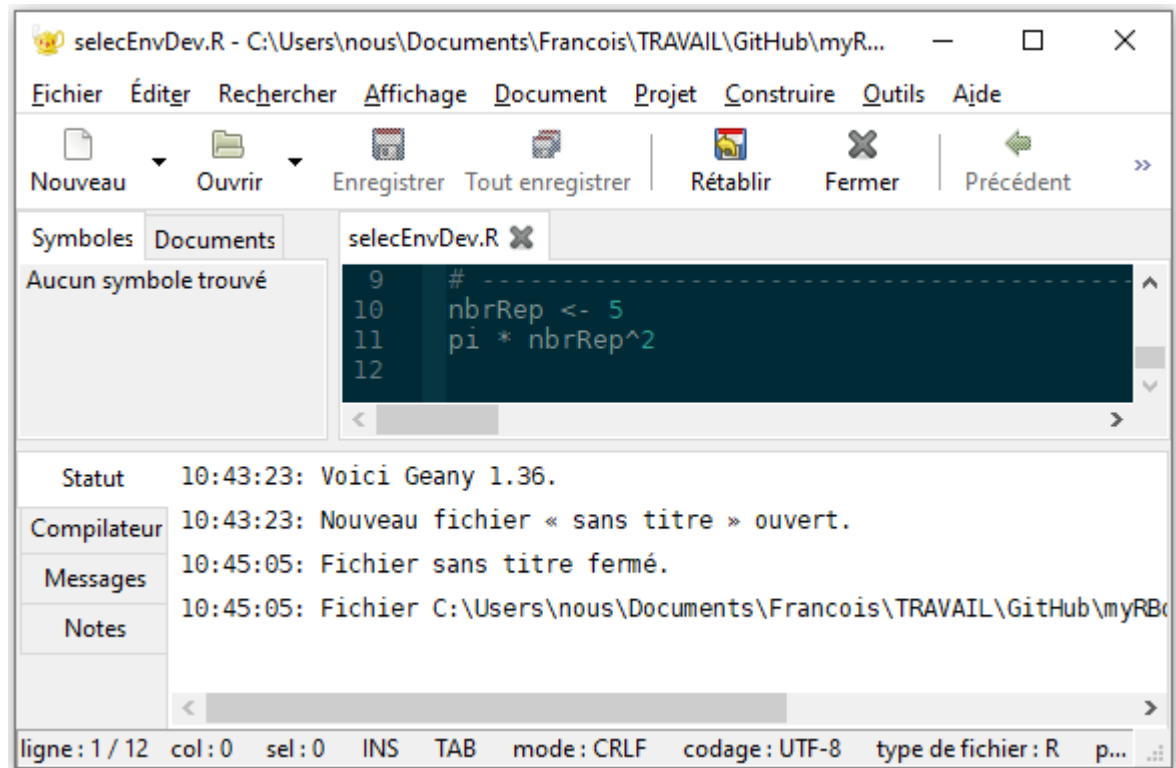 selecEnvDev.R - C:\Users\nous\Documents\Francois\TRAVAIL\GitHub\myR...
Fichier Éditer Rechercher Affichage Document Projet Construire Outils Aide
Nouveau Ouvrir Enregistrer Tout enregistrer Rétablir Fermer Précédent »
Symboles Documents selecEnvDev.R
Aucun symbole trouvé
9 # --------------------------------------------
10 nbrRep <- 5
11 pi * nbrRep^2
12
Statut 10:43:23: Voici Geany 1.36.
Compilateur 10:43:23: Nouveau fichier « sans titre » ouvert.
Messages 10:45:05: Fichier sans titre fermé.
Notes 10:45:05: Fichier C:\Users\nous\Documents\Francois\TRAVAIL\GitHub\myRBo
ligne : 1 / 12 col : 0 sel : 0 INS TAB mode : CRLF codage : UTF-8 type de fichier : R p...